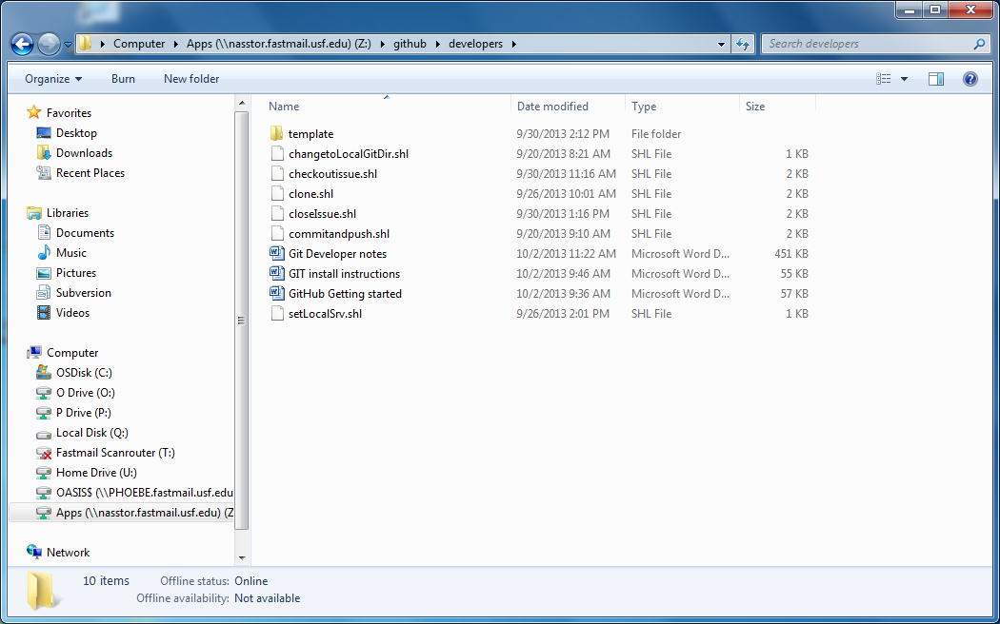 Computer Apps (\\nasstor.fastmail.usf.edu) (Z:) github developers Search developers
Organize Burn New folder
Name Date modified Type Size
Favorites
Desktop
Downloads
Recent Places
Libraries
Documents
Music
Pictures
Subversion
Videos
Computer
OSDisk (C:)
O Drive (O:)
P Drive (P:)
Local Disk (Q:)
Fastmail Scanrouter (T:)
Home Drive (U:)
OASIS$ (\\PHOEBE.fastmail.usf.edu
Apps (\\nasstor.fastmail.usf.edu) (Z
Network
template 9/30/2013 2:12 PM File folder
changetoLocalGitDir.shl 9/20/2013 8:21 AM SHL File 1 KB
checkoutissue.shl 9/30/2013 11:16 AM SHL File 2 KB
clone.shl 9/26/2013 10:01 AM SHL File 2 KB
closeIssue.shl 9/30/2013 1:16 PM SHL File 2 KB
commitandpush.shl 9/20/2013 9:10 AM SHL File 2 KB
Git Developer notes 10/2/2013 11:22 AM Microsoft Word D... 451 KB
GIT install instructions 10/2/2013 9:46 AM Microsoft Word D... 55 KB
GitHub Getting started 10/2/2013 9:36 AM Microsoft Word D... 57 KB
setLocalSrv.shl 9/26/2013 2:01 PM SHL File 1 KB
10 items Offline status: Online
Offline availability: Not available